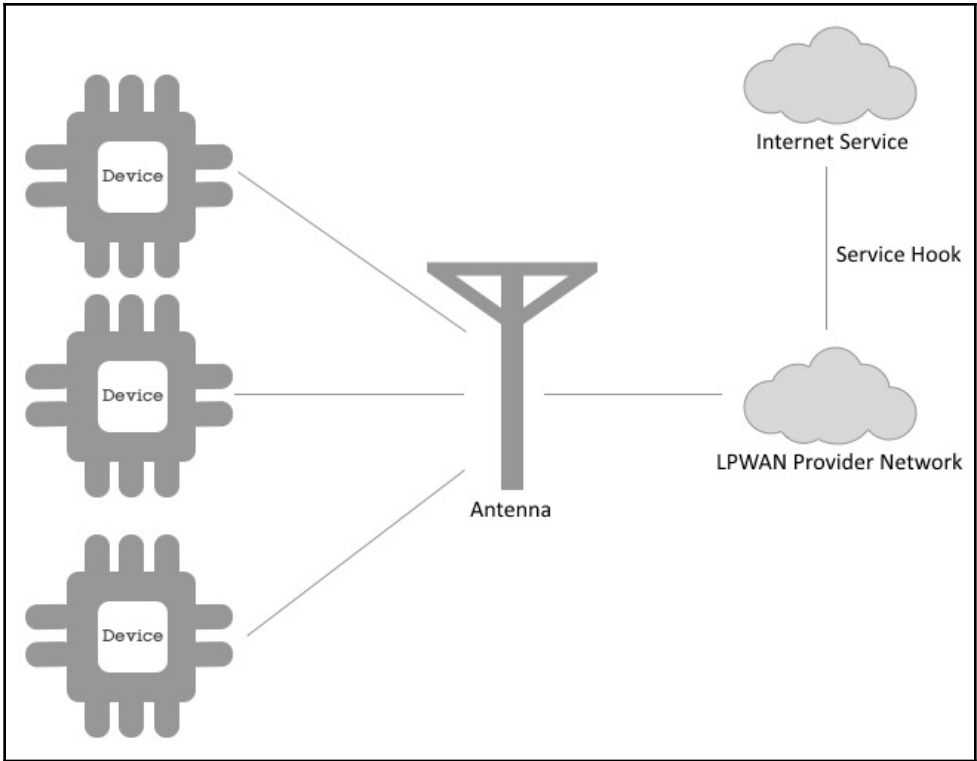 Device
Device
Device
Antenna
Internet Service
Service Hook
LPWAN Provider Network